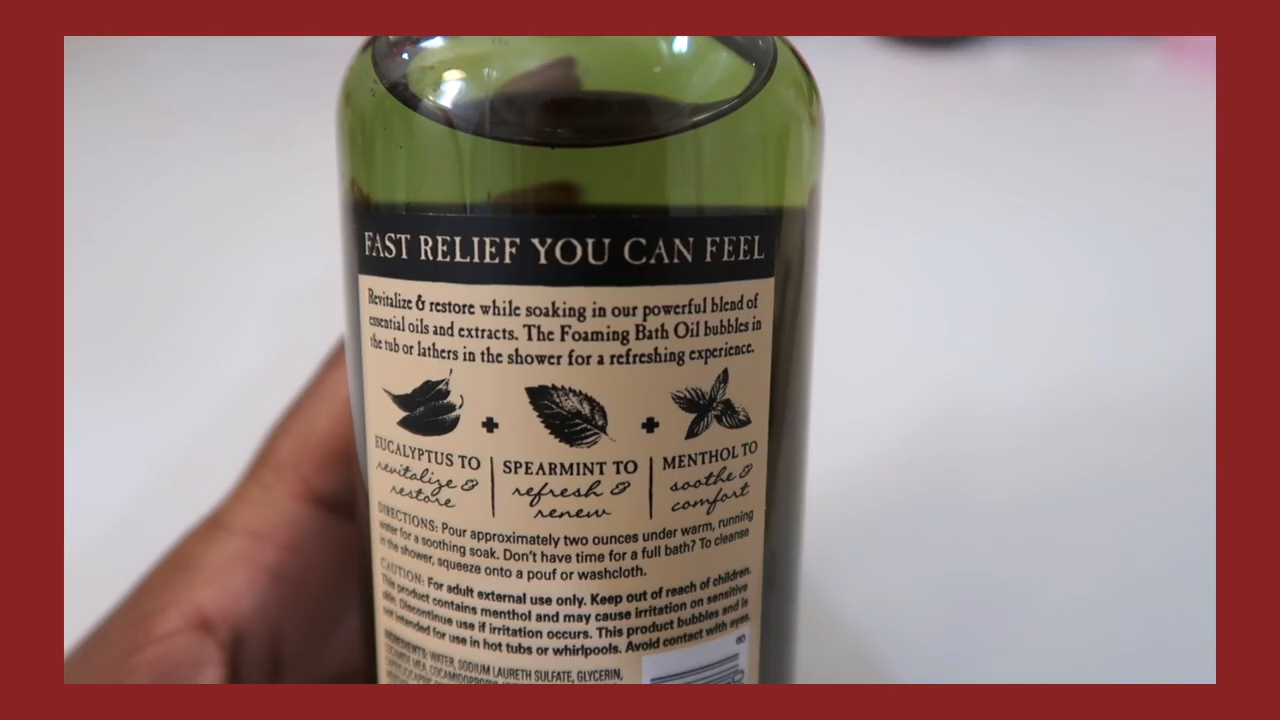 FAST RELIEF YOU CAN FEEL
Revitalize & restore while soaking in our powerful blend of
essential oils and extracts. The Foaming Bath Oil bubbles in
the tub or lathers in the shower for a refreshing experience.
EUCALYPTUS TO
revitalize &
restore
SPEARMINT TO
refresh &
renew
MENTHOL TO
soothe &
comfort
DIRECTIONS: Pour approximately two ounces under warm, running
water for a soothing soak. Don't have time for a full bath? To cleanse
in the shower, squeeze onto a pouf or washcloth.
CAUTION: For adult external use only. Keep out of reach of children.
This product contains menthol and may cause irritation on sensitive
skin. Discontinue use if irritation occurs. This product bubbles and is
not intended for use in hot tubs or whirlpools. Avoid contact with eyes.
INGREDIENTS: WATER, SODIUM LAURETH SULFATE, GLYCERIN,
COCAMIDE MEA,